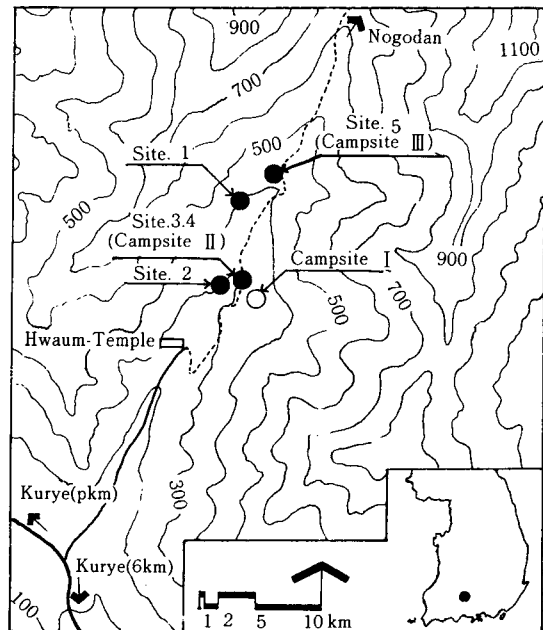 900
Nogodan
1100
700
Site. 5
(Campsite Ⅲ)
500
Site. 1
500
Site.3.4
(Campsite Ⅱ)
Campsite Ⅰ
900
Site. 2
700
500
Hwaum-Temple
300
Kurye(pkm)
Kurye(6km)
100
1 2 5 10 km